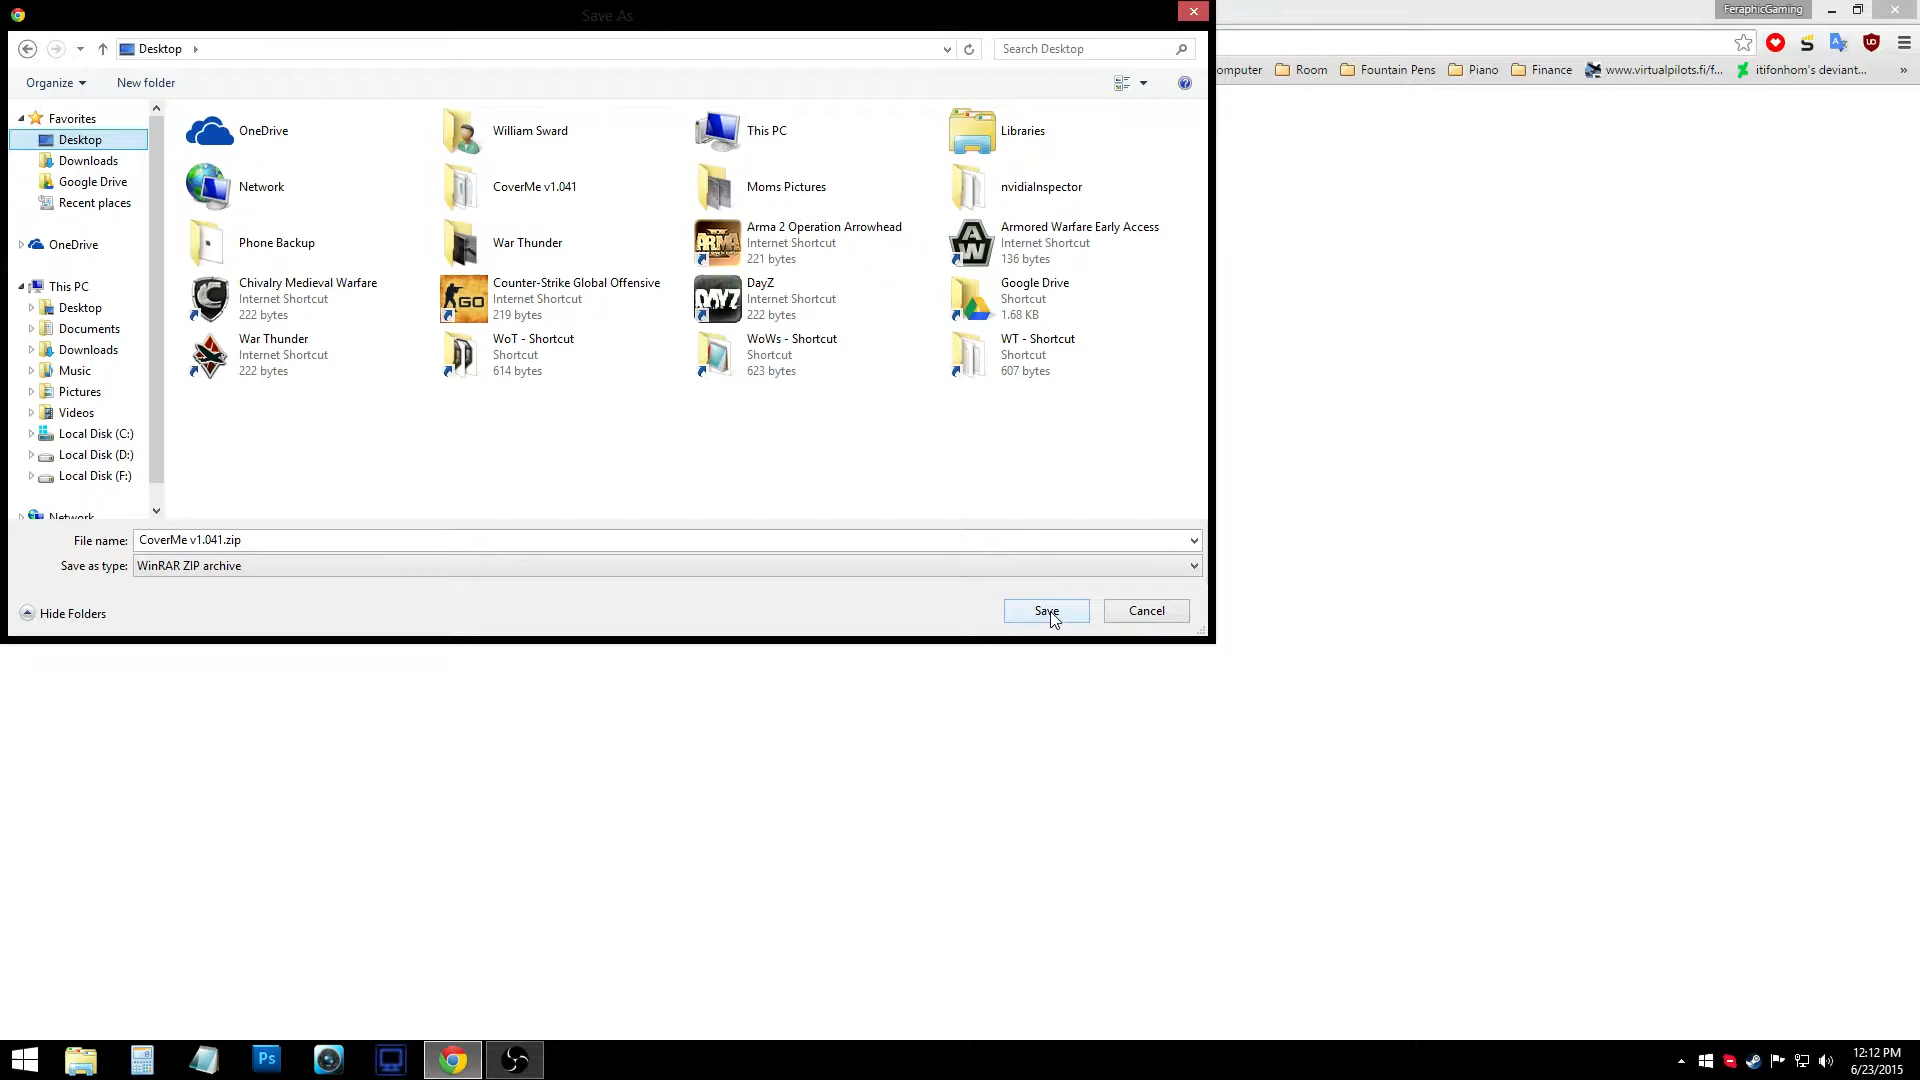 Save As
FeraphicGaming
Desktop
Search Desktop
omputer
Room
Fountain Pens
Piano
Finance
www.virtualpilots.fi/f...
itifonhom's deviant...
»
Organize
New folder
Favorites
Desktop
Downloads
Google Drive
Recent places
OneDrive
This PC
Desktop
Documents
Downloads
Music
Pictures
Videos
Local Disk (C:)
Local Disk (D:)
Local Disk (F:)
Network
OneDrive
William Sward
This PC
Libraries
Network
CoverMe v1.041
Moms Pictures
nvidiaInspector
Phone Backup
War Thunder
Arma 2 Operation Arrowhead
Internet Shortcut
221 bytes
Armored Warfare Early Access
Internet Shortcut
136 bytes
Chivalry Medieval Warfare
Internet Shortcut
222 bytes
Counter-Strike Global Offensive
Internet Shortcut
219 bytes
DayZ
Internet Shortcut
222 bytes
Google Drive
Shortcut
1.68 KB
War Thunder
Internet Shortcut
222 bytes
WoT - Shortcut
Shortcut
614 bytes
WoWs - Shortcut
Shortcut
623 bytes
WT - Shortcut
Shortcut
607 bytes
ARMA
AW
GO
DAYZ
File name: CoverMe v1.041.zip
Save as type: WinRAR ZIP archive
Hide Folders
Save
Cancel
Ps
12:12 PM
6/23/2015